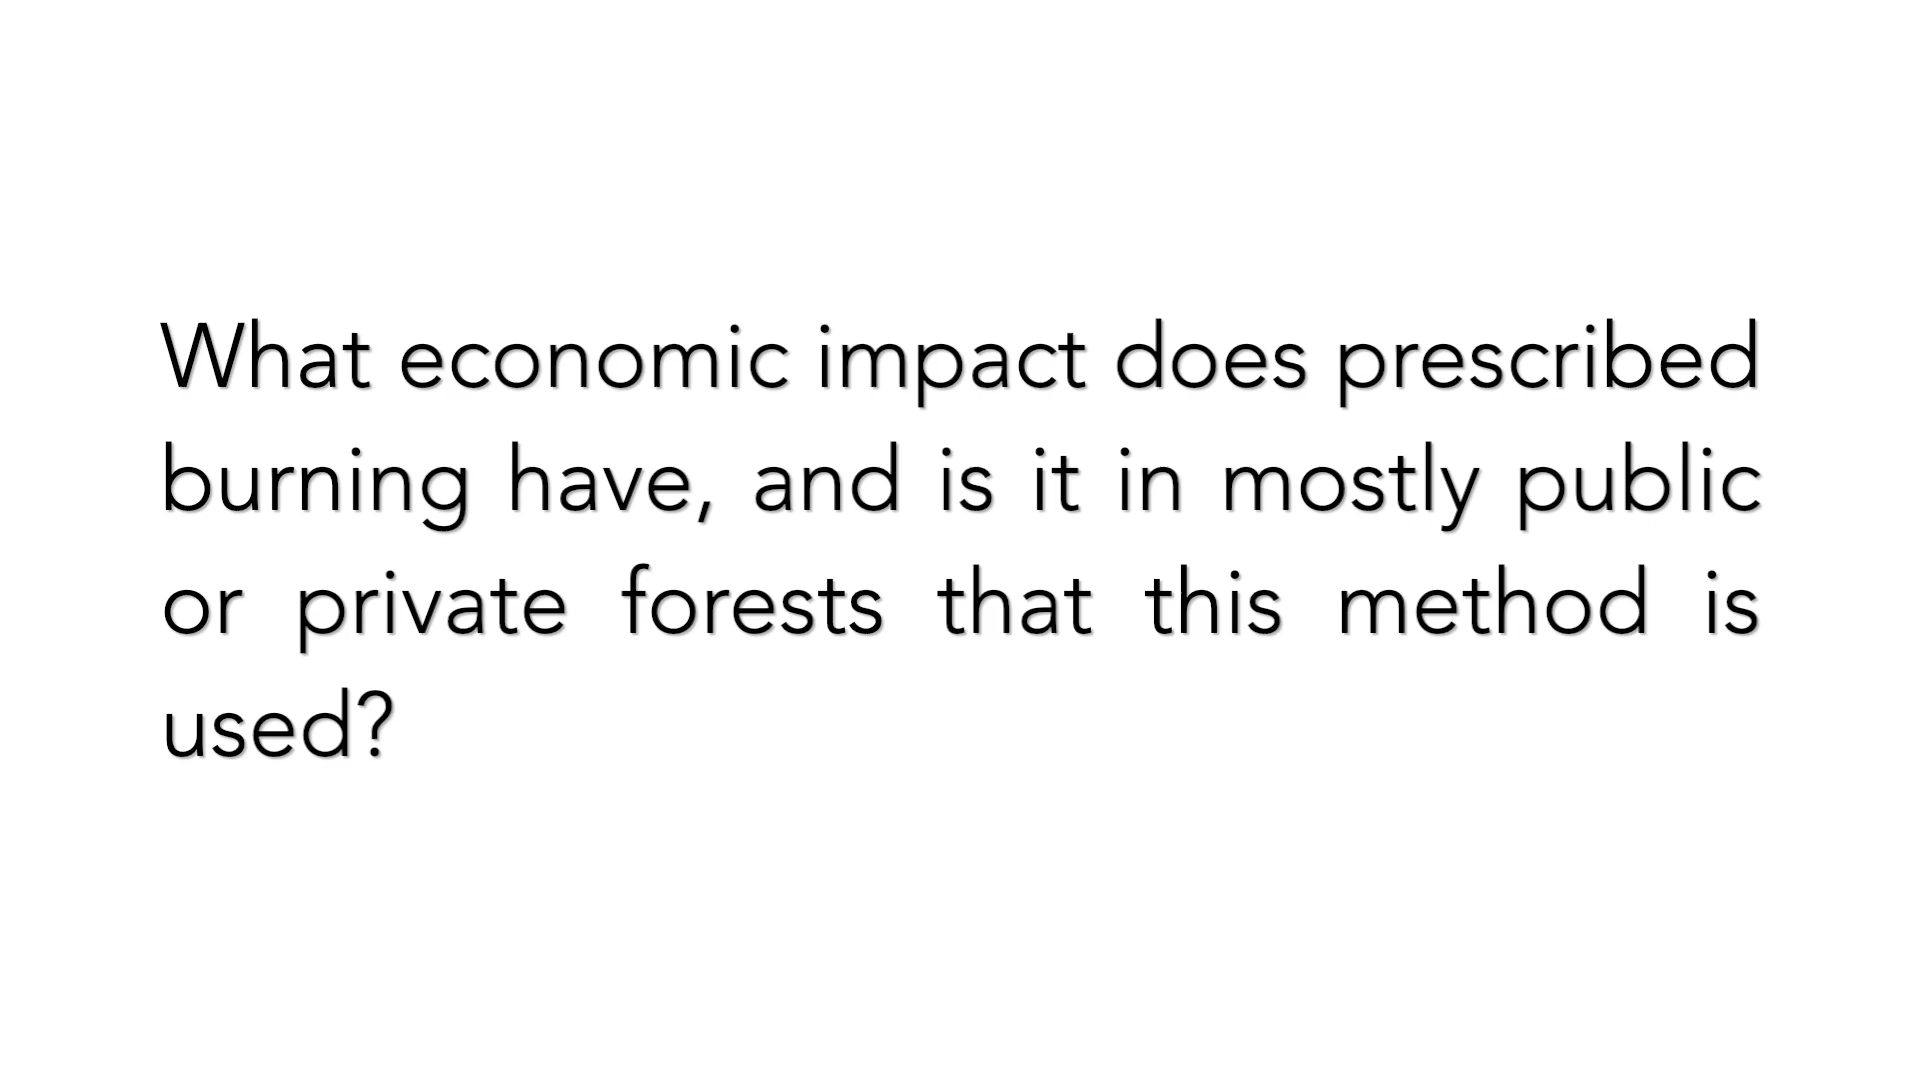 What economic impact does prescribed
burning have, and is it in mostly public
or private forests that this method is
used?